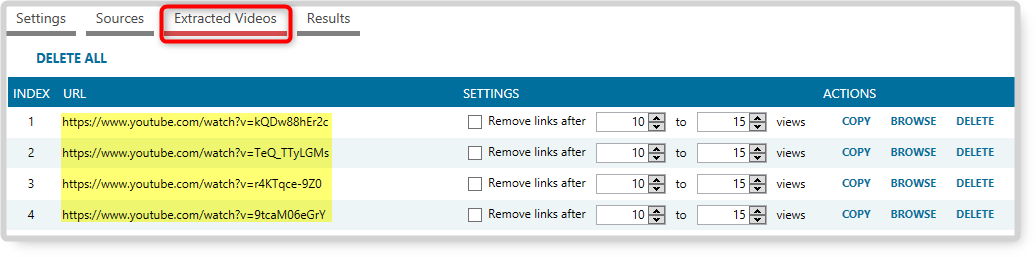 Settings Sources Extracted Videos Results
DELETE ALL
INDEX URL SETTINGS ACTIONS
1 https://www.youtube.com/watch?v=kQDw88hEr2c Remove links after 10 to 15 views COPY BROWSE DELETE
2 https://www.youtube.com/watch?v=TeQ_TTyLGMs Remove links after 10 to 15 views COPY BROWSE DELETE
3 https://www.youtube.com/watch?v=r4KTqce-9Z0 Remove links after 10 to 15 views COPY BROWSE DELETE
4 https://www.youtube.com/watch?v=9tcaM06eGrY Remove links after 10 to 15 views COPY BROWSE DELETE